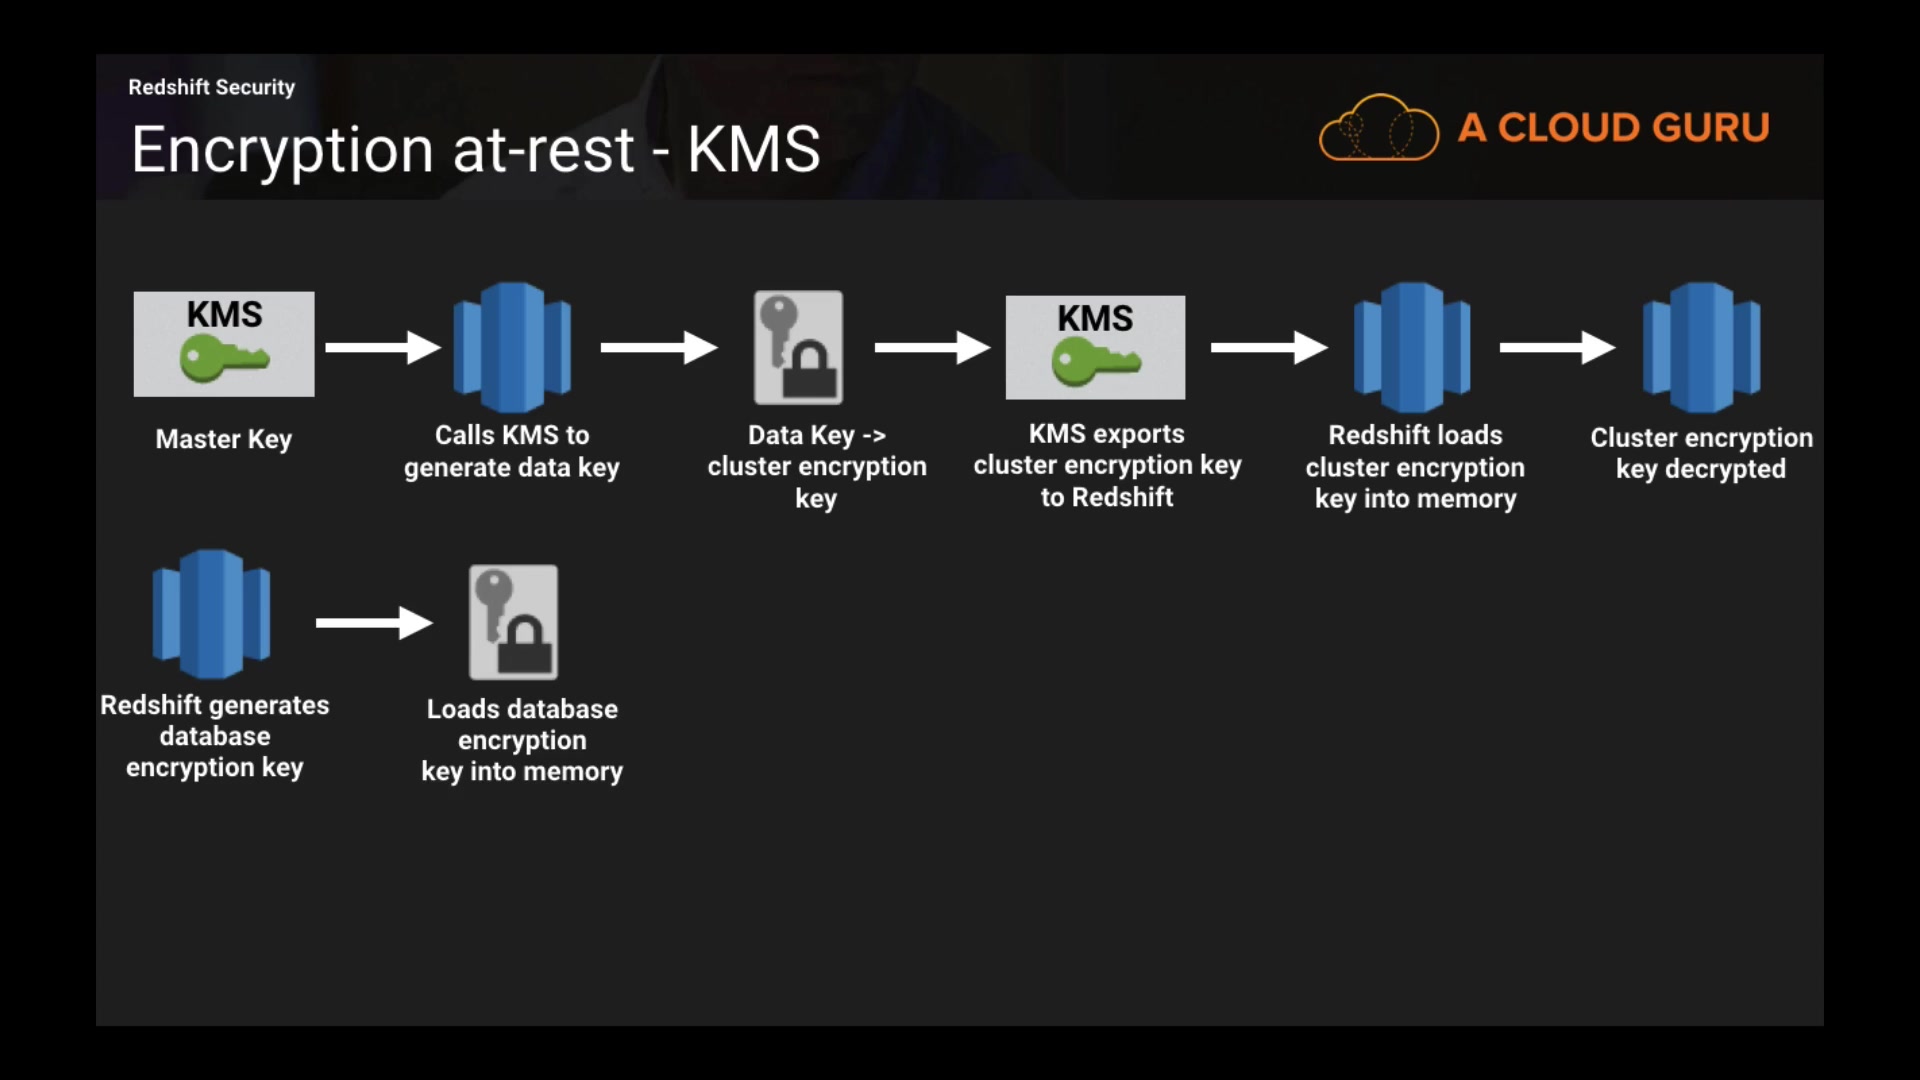 Redshift Security
Encryption at-rest - KMS
A CLOUD GURU
KMS
Master Key
Calls KMS to
generate data key
Data Key ->
cluster encryption
key
KMS
KMS exports
cluster encryption key
to Redshift
Redshift loads
cluster encryption
key into memory
Cluster encryption
key decrypted
Redshift generates
database
encryption key
Loads database
encryption
key into memory